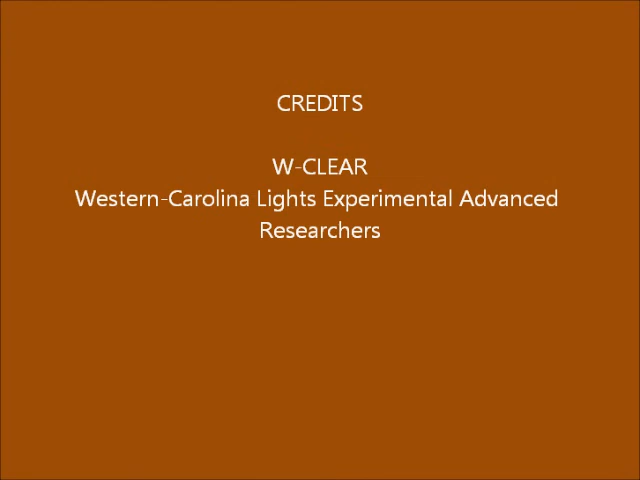 CREDITS
W-CLEAR
Western-Carolina Lights Experimental Advanced
Researchers